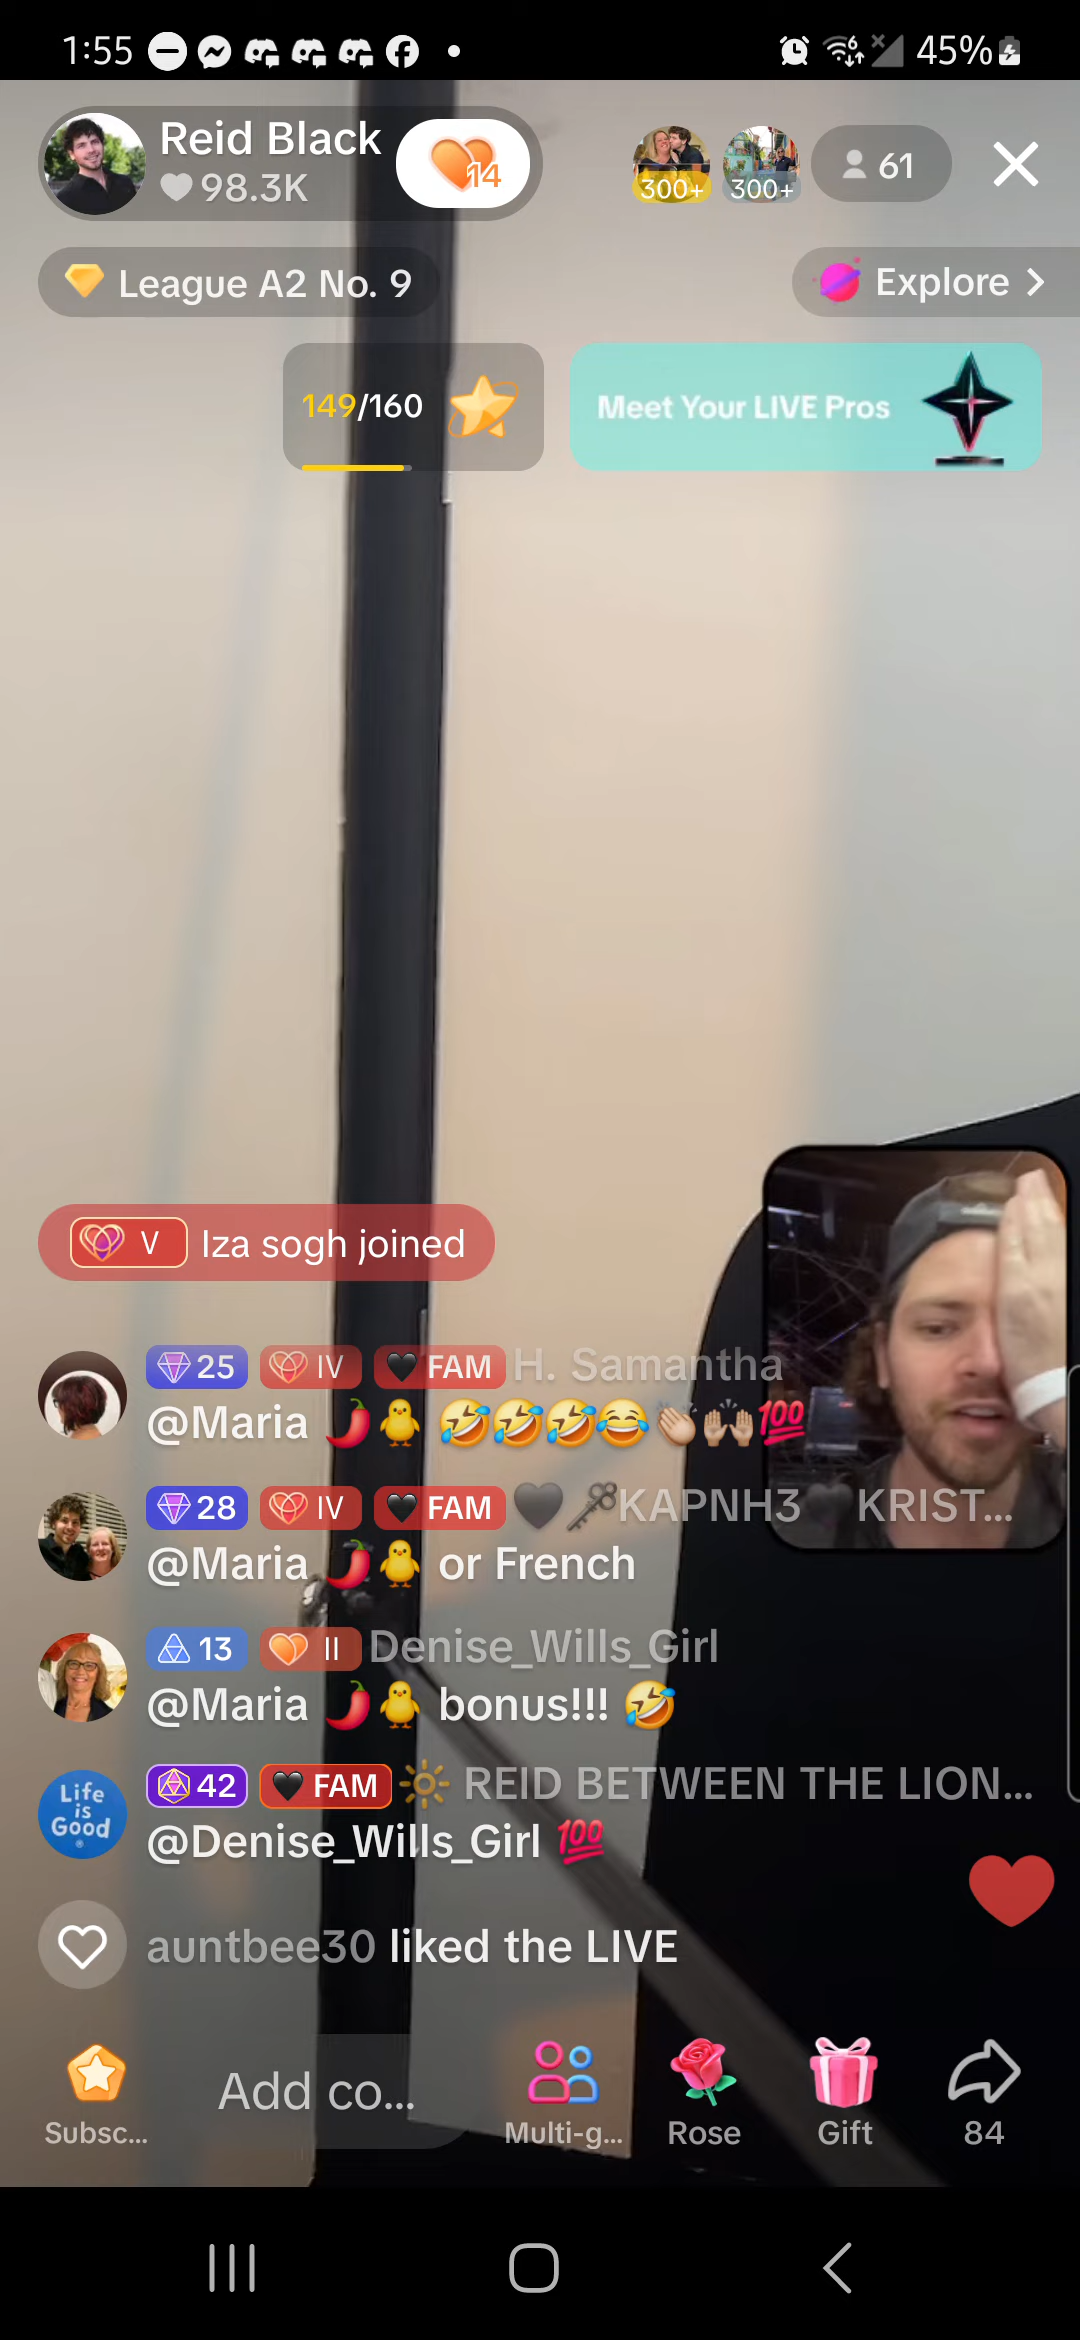 1:55
45%
Reid Black
98.3K
14
300+
300+
61
League A2 No. 9
Explore
149/160
Meet Your LIVE Pros
V Iza sogh joined
25 IV 🖤 FAM H. Samantha
@Maria 🌶️🐥 🤣🤣🤣😂👏🏼🙌🏼💯
28 IV 🖤 FAM 🖤🗝️KAPNH3🖤 KRIST...
@Maria 🌶️🐥 or French
13 II Denise_Wills_Girl
@Maria 🌶️🐥 bonus!!! 🤣
Life
is
Good
42 🖤 FAM 🔆 REID BETWEEN THE LION...
@Denise_Wills_Girl 💯
auntbee30 liked the LIVE
Subsc...
Add co...
Multi-g...
Rose
Gift
84